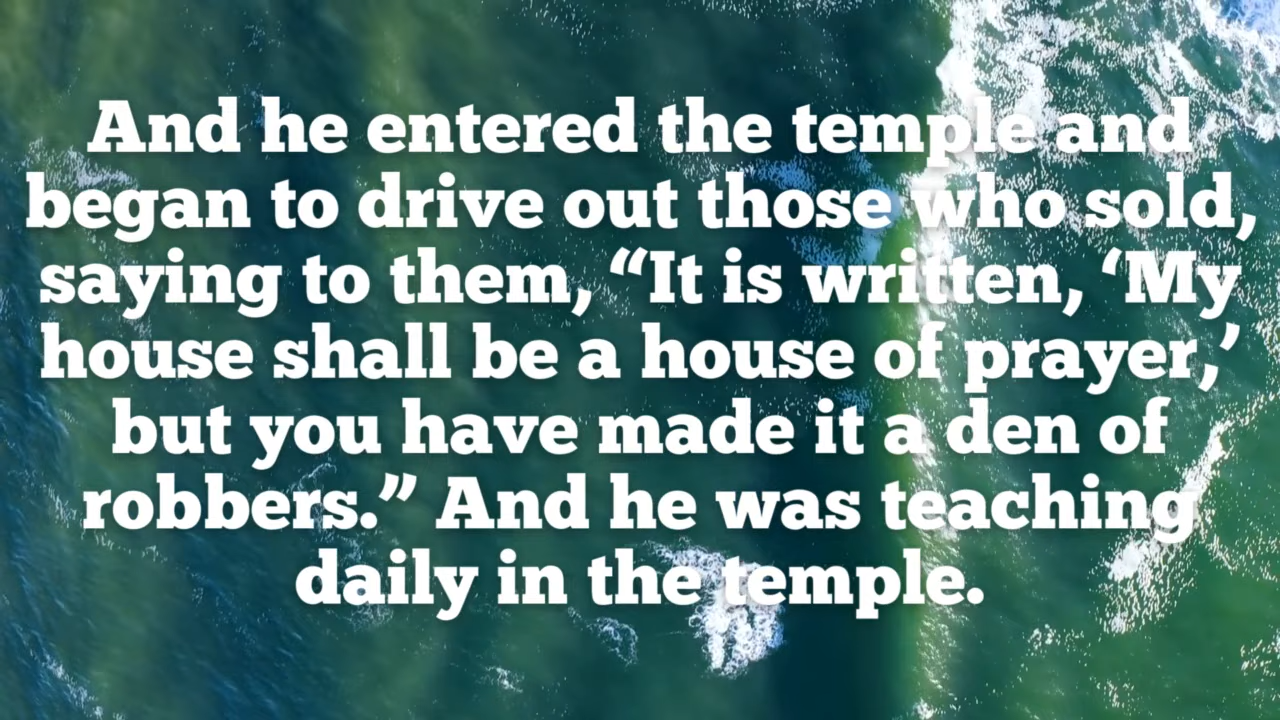 And he entered the temple and
began to drive out those who sold,
saying to them, “It is written, ‘My
house shall be a house of prayer,’
but you have made it a den of
robbers.” And he was teaching
daily in the temple.